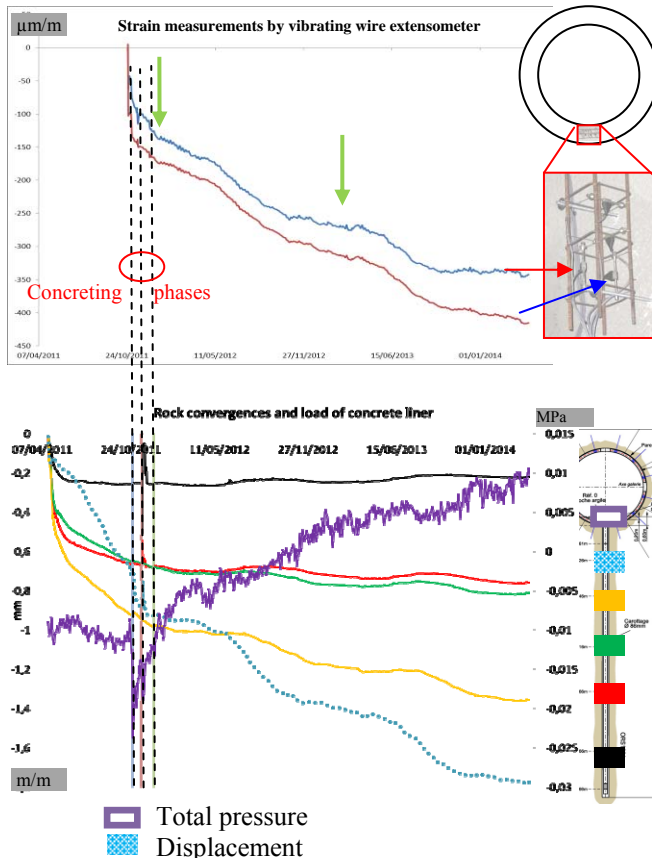 µm/m
Strain measurements by vibrating wire extensometer
0
-50
-100
-150
-200
-250
-300
-350
-400
-450
Concreting phases
07/04/2011 24/10/2011 11/05/2012 27/11/2012 15/06/2013 01/01/2014
Rock convergences and load of concrete liner
MPa
0
07/04/2011 24/10/2011 11/05/2012 27/11/2012 15/06/2013 01/01/2014
-0,2
0,4
0,6
0,8
-1
-1,2
-1,4
-1,6
mm
m/m
0,015
0,01
0,005
0
-0,005
-0,01
-0,015
-0,02
-0,025
-0,03
Réf. 0
Carottage
Total pressure
Displacement